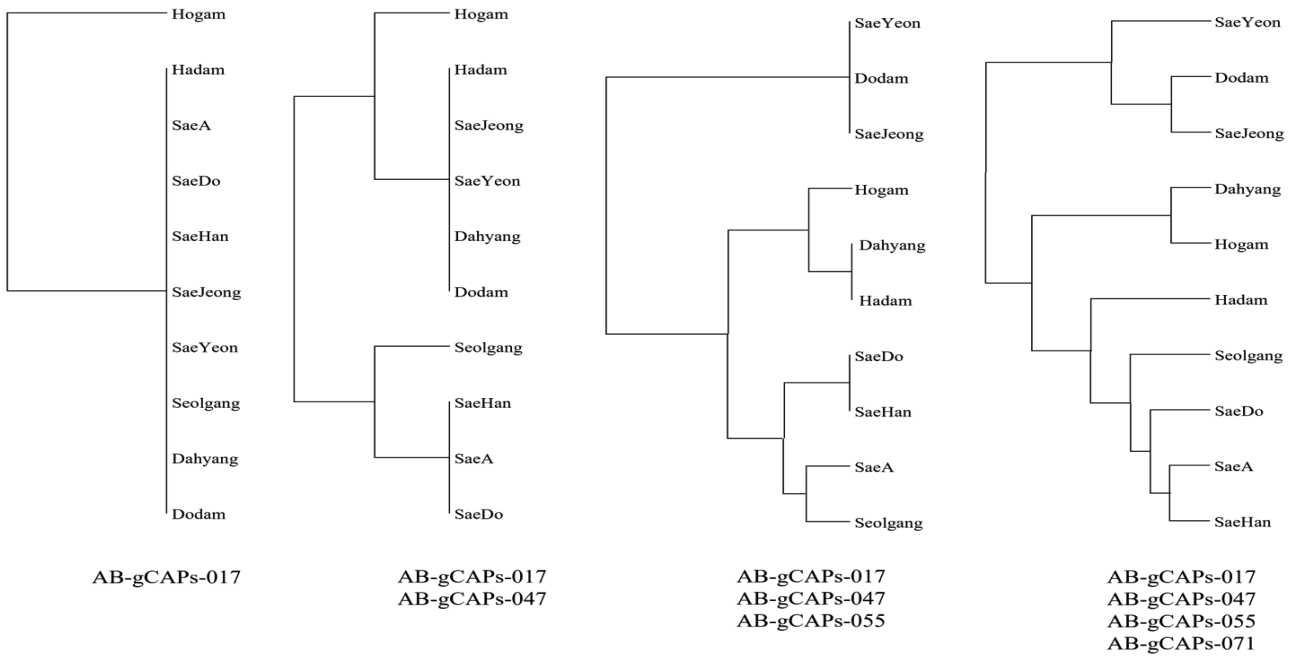 Hogam
Hadam
SaeA
SaeDo
SaeHan
SaeJeong
SaeYeon
Seolgang
Dahyang
Dodam
AB-gCAPs-017
Hogam
Hadam
SaeJeong
SaeYeon
Dahyang
Dodam
Seolgang
SaeHan
SaeA
SaeDo
AB-gCAPs-017
AB-gCAPs-047
SaeYeon
Dodam
SaeJeong
Hogam
Dahyang
Hadam
SaeDo
SaeHan
SaeA
Seolgang
AB-gCAPs-017
AB-gCAPs-047
AB-gCAPs-055
SaeYeon
Dodam
SaeJeong
Dahyang
Hogam
Hadam
Seolgang
SaeDo
SaeA
SaeHan
AB-gCAPs-017
AB-gCAPs-047
AB-gCAPs-055
AB-gCAPs-071